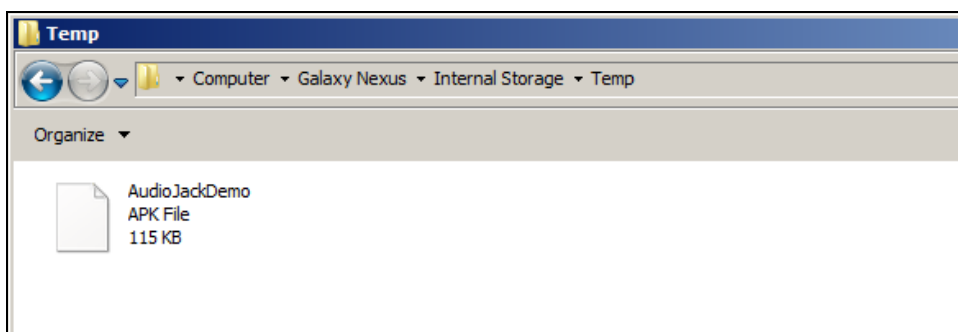 Temp
Computer Galaxy Nexus Internal Storage Temp
Organize
AudioJackDemo
APK File
115 KB